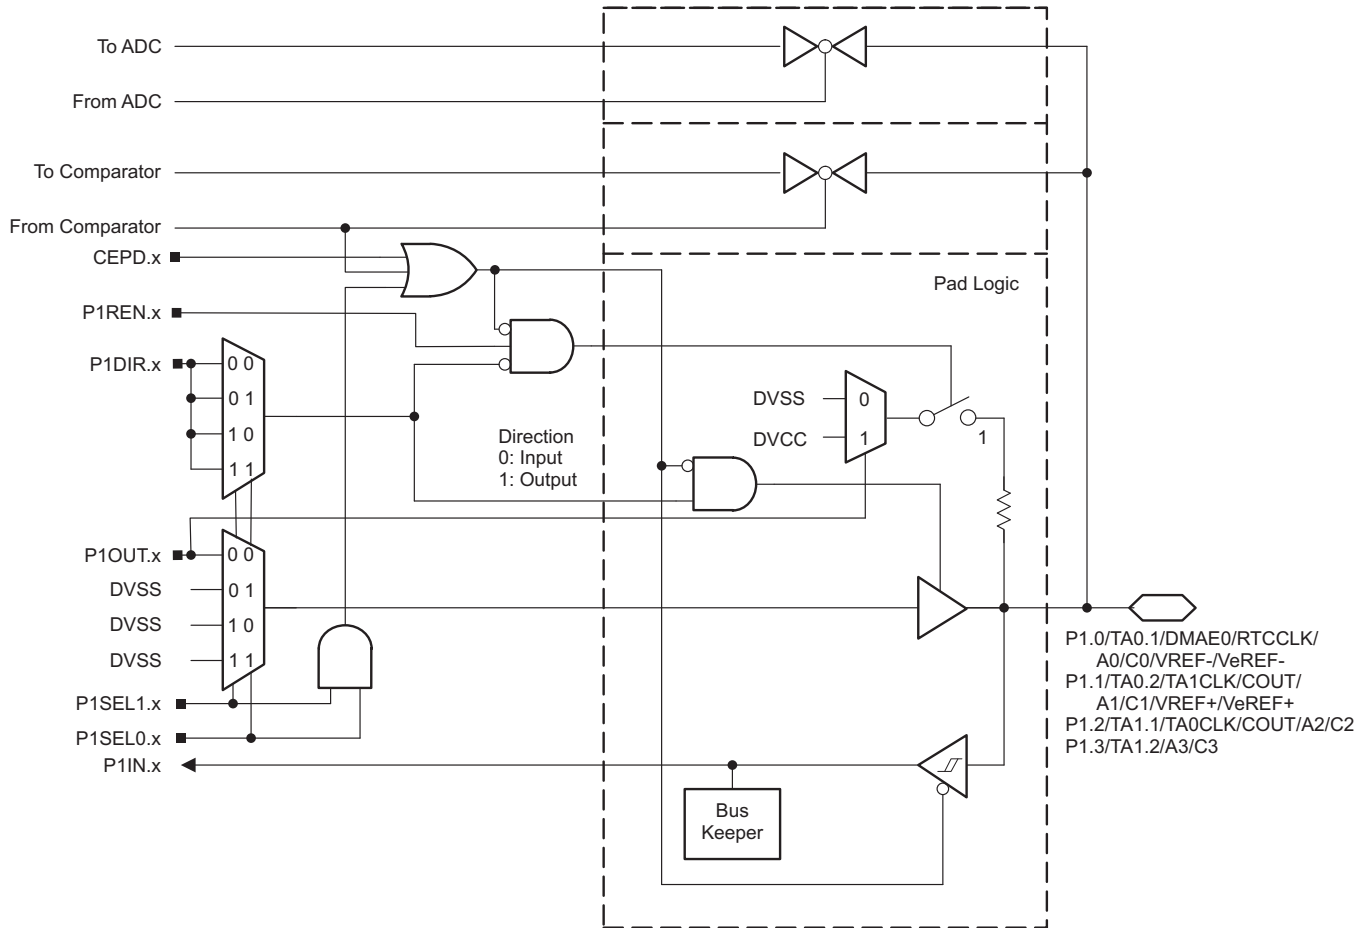 To ADC
From ADC
To Comparator
From Comparator
CEPD.x
Pad Logic
P1REN.x
P1DIR.x
0 0
0 1
1 0
1 1
DVSS
0
DVCC
1
1
Direction
0: Input
1: Output
P1OUT.x
0 0
DVSS
0 1
DVSS
1 0
DVSS
1 1
P1SEL1.x
P1SEL0.x
P1IN.x
Bus
Keeper
P1.0/TA0.1/DMAE0/RTCCLK/
A0/C0/VREF-/VeREF-
P1.1/TA0.2/TA1CLK/COUT/
A1/C1/VREF+/VeREF+
P1.2/TA1.1/TA0CLK/COUT/A2/C2
P1.3/TA1.2/A3/C3